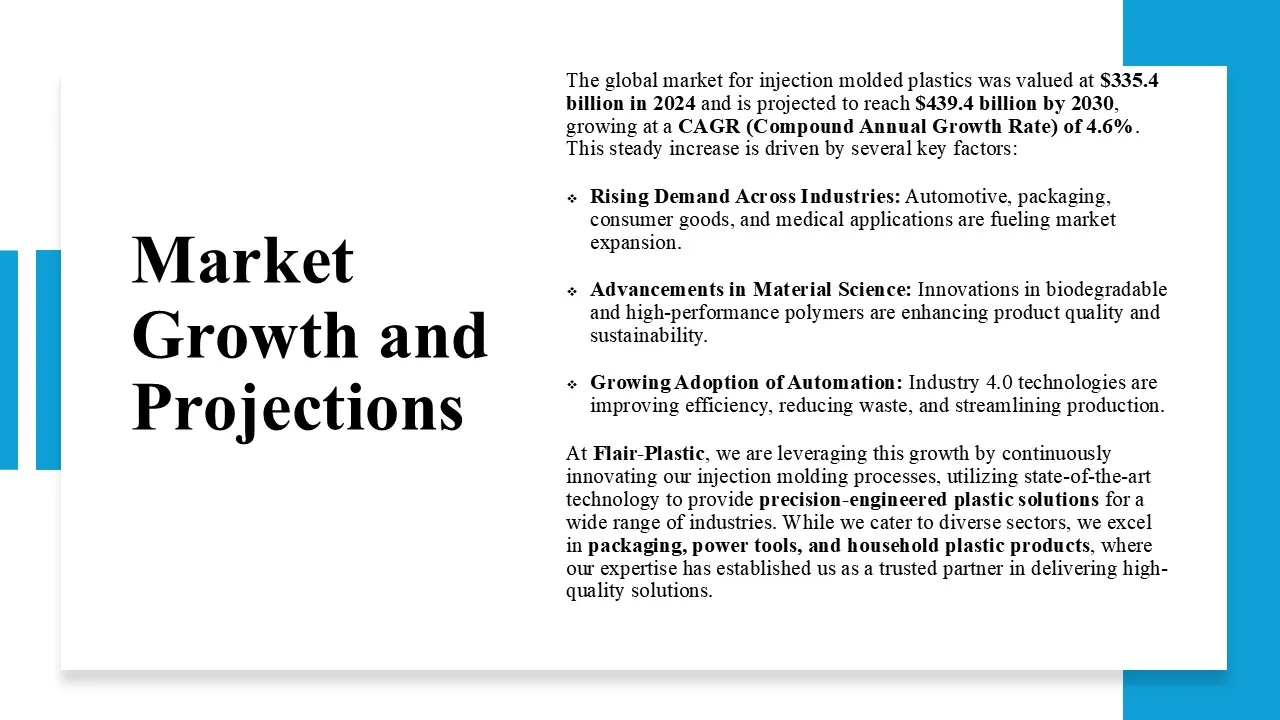 Market
Growth and
Projections
The global market for injection molded plastics was valued at $335.4
billion in 2024 and is projected to reach $439.4 billion by 2030,
growing at a CAGR (Compound Annual Growth Rate) of 4.6%.
This steady increase is driven by several key factors:
❖ Rising Demand Across Industries: Automotive, packaging,
consumer goods, and medical applications are fueling market
expansion.
❖ Advancements in Material Science: Innovations in biodegradable
and high-performance polymers are enhancing product quality and
sustainability.
❖ Growing Adoption of Automation: Industry 4.0 technologies are
improving efficiency, reducing waste, and streamlining production.
At Flair-Plastic, we are leveraging this growth by continuously
innovating our injection molding processes, utilizing state-of-the-art
technology to provide precision-engineered plastic solutions for a
wide range of industries. While we cater to diverse sectors, we excel
in packaging, power tools, and household plastic products, where
our expertise has established us as a trusted partner in delivering high-
quality solutions.